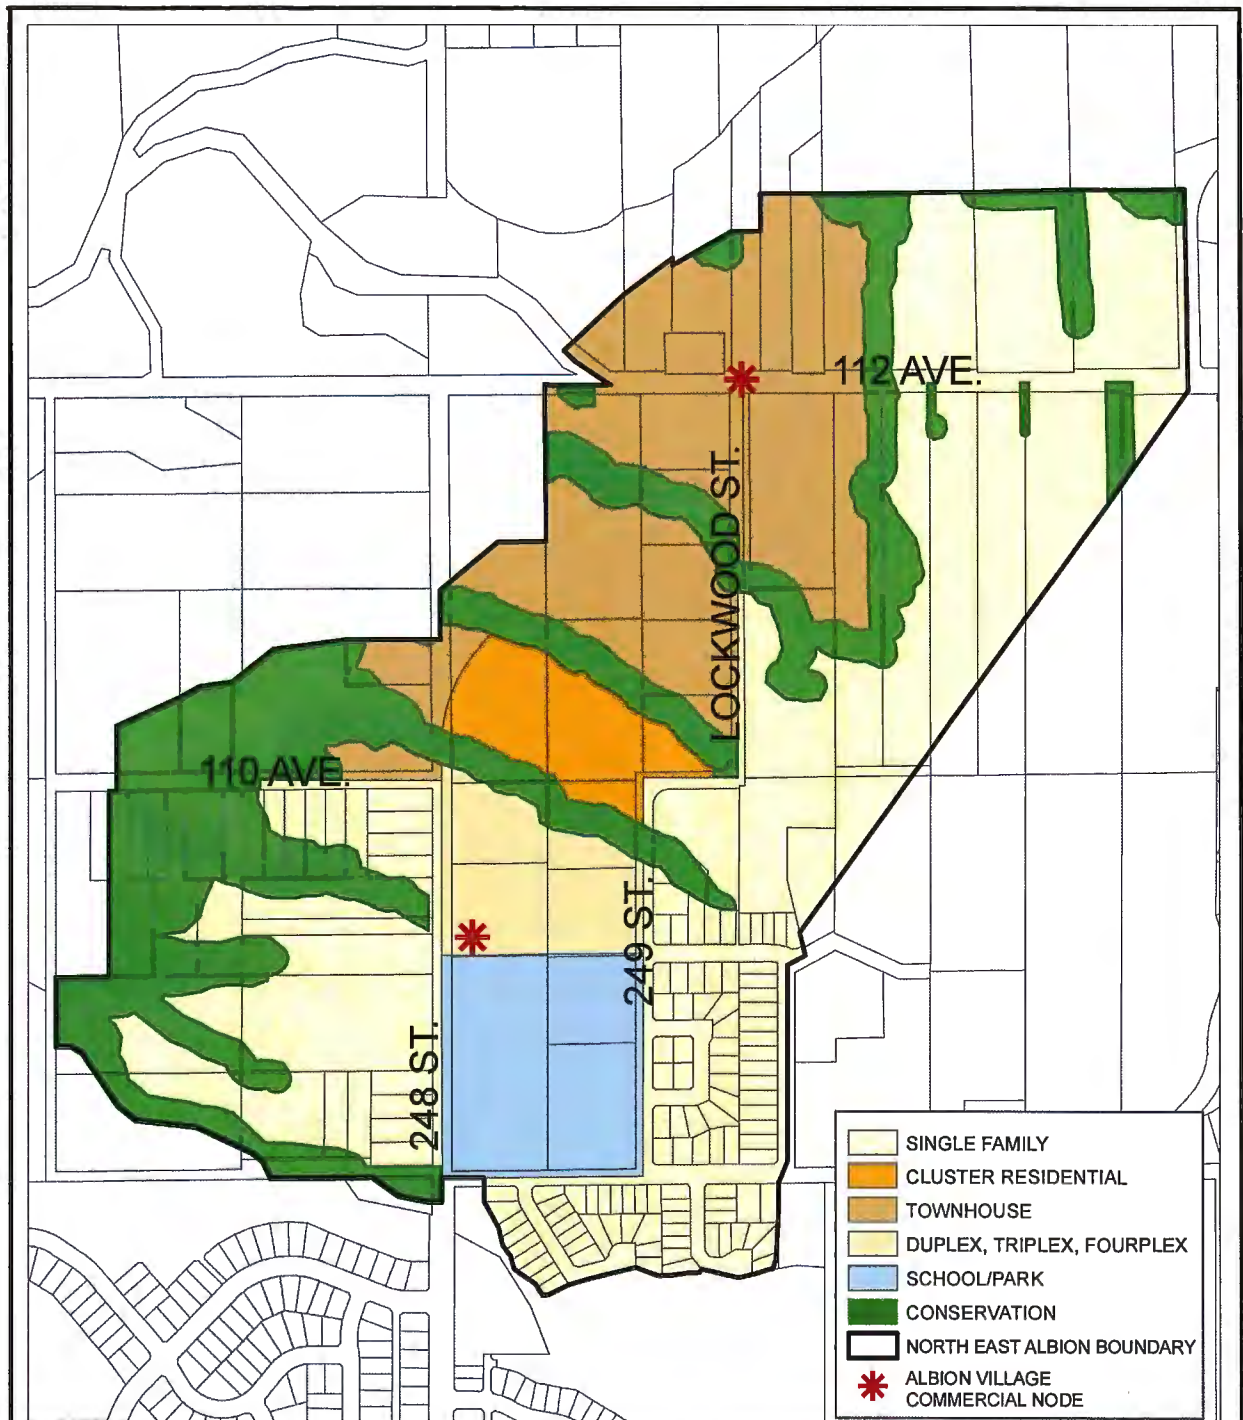 112 AVE.
LOCKWOOD ST.
110 AVE.
249 ST.
248 ST.
SINGLE FAMILY
CLUSTER RESIDENTIAL
TOWNHOUSE
DUPLEX, TRIPLEX, FOURPLEX
SCHOOL/PARK
CONSERVATION
NORTH EAST ALBION BOUNDARY
ALBION VILLAGE
COMMERCIAL NODE